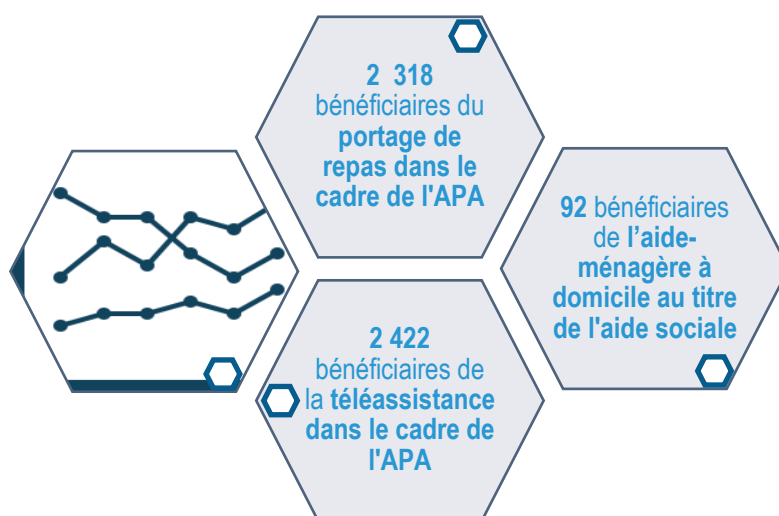 2 318
bénéficiaires du
portage de
repas dans le
cadre de l'APA
92 bénéficiaires
de l’aide-
ménagère à
domicile au titre
de l'aide sociale
2 422
bénéficiaires de
la téléassistance
dans le cadre de
l'APA